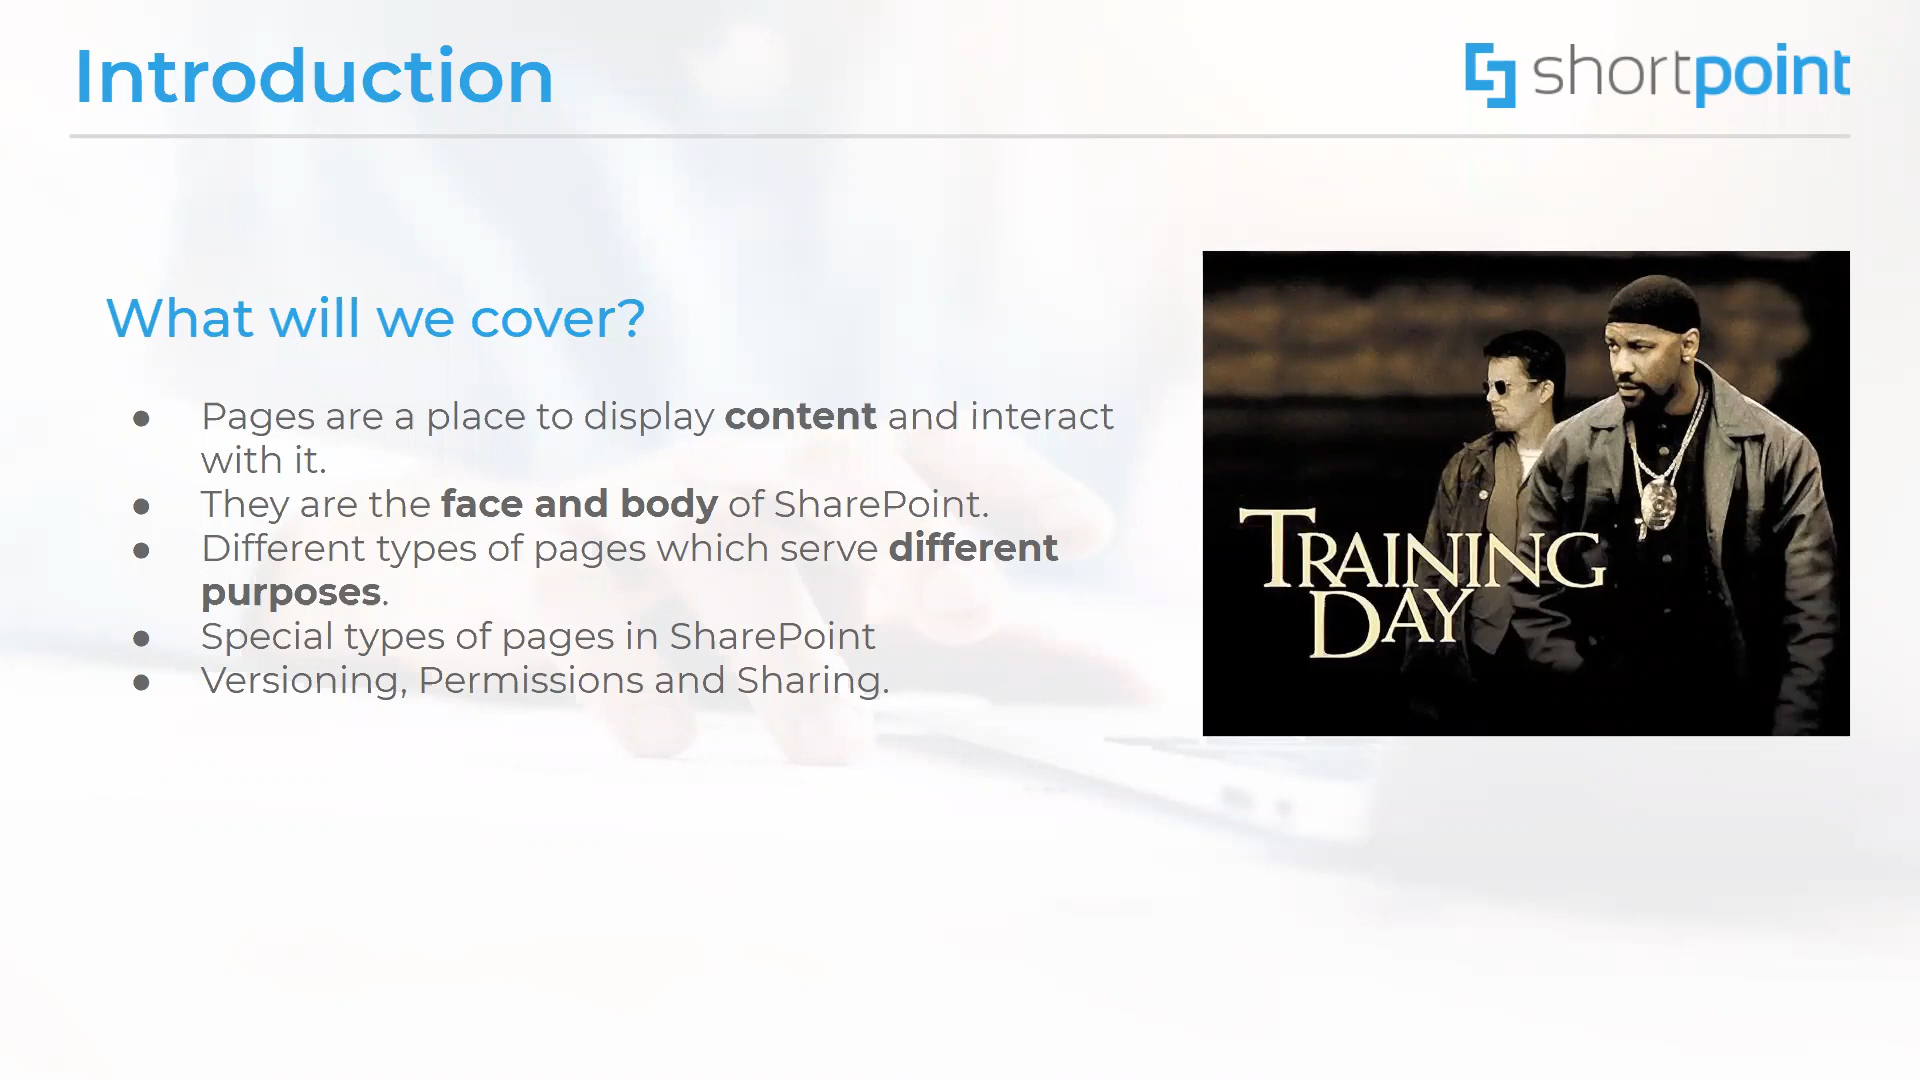 Introduction
shortpoint
What will we cover?
● Pages are a place to display content and interact
with it.
● They are the face and body of SharePoint.
● Different types of pages which serve different
purposes.
● Special types of pages in SharePoint
● Versioning, Permissions and Sharing.
TRAINING
DAY